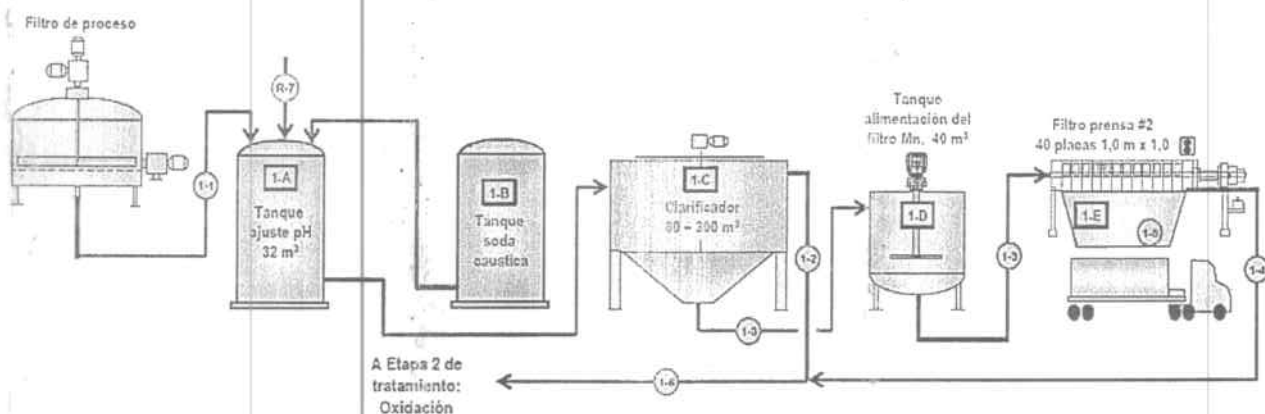 Filtro de proceso
R-7
1-1
1-A
Tanque
ajuste pH
32 m³
1-B
Tanque
soda
caustica
1-C
Clarificador
80 – 200 m³
1-2
1-3
Tanque
alimentación del
filtro Mn. 40 m³
1-D
1-3
Filtro prensa #2
40 placas 1,0 m x 1,0
1-E
1-5
1-4
A Etapa 2 de
tratamiento:
Oxidación
1-6